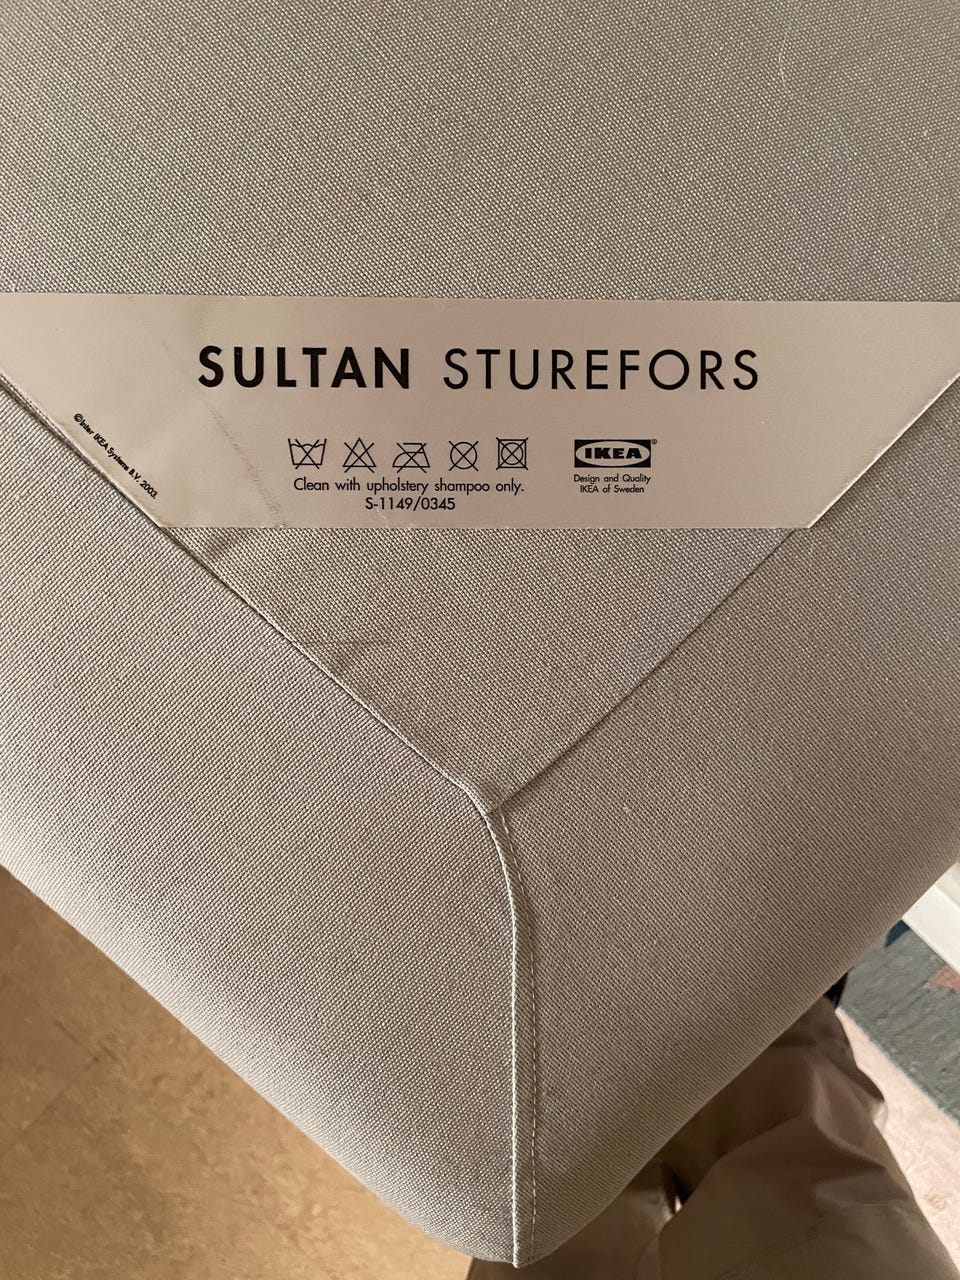 SULTAN STUREFORS
©Inter IKEA Systems B.V. 2003
IKEA®
Design and Quality
IKEA of Sweden
Clean with upholstery shampoo only.
S-1149/0345